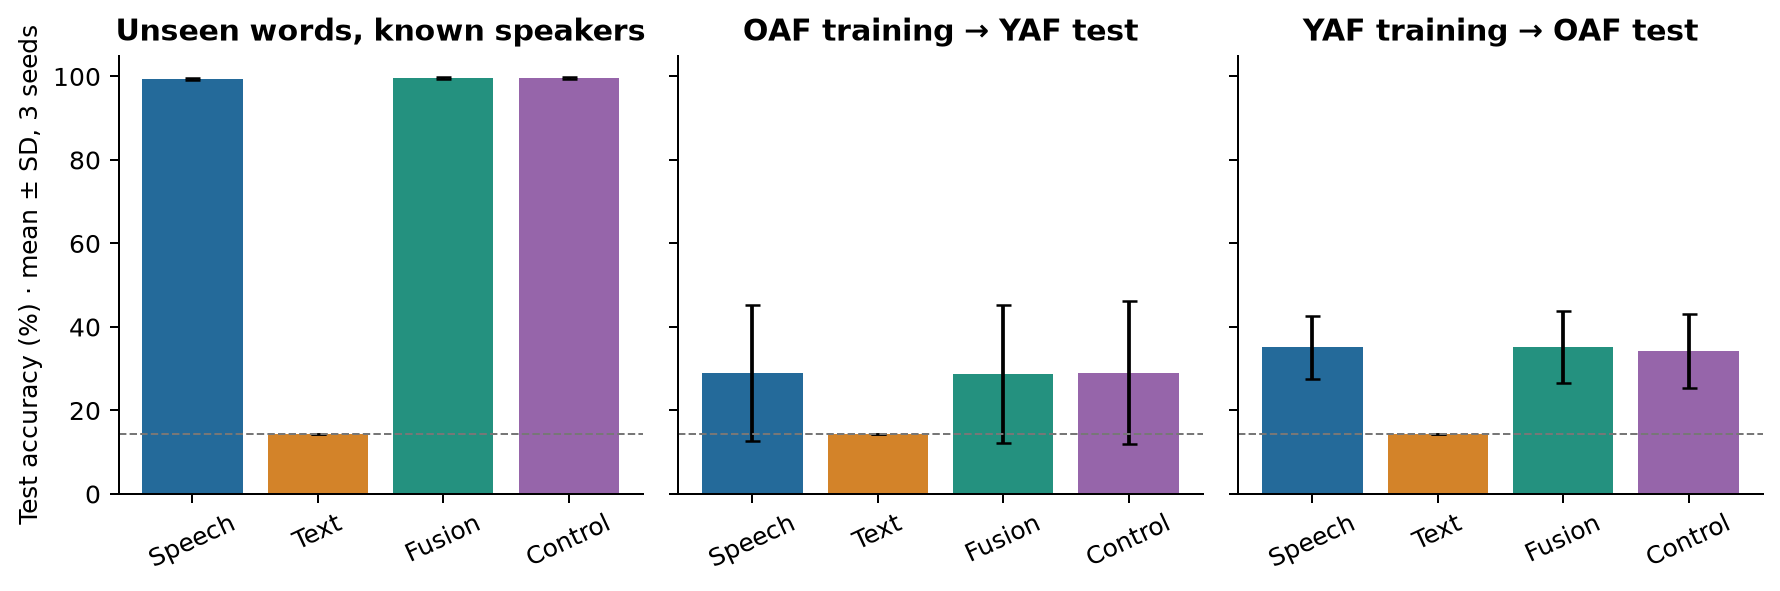 Unseen words, known speakers
OAF training → YAF test
YAF training → OAF test
Test accuracy (%) · mean ± SD, 3 seeds
100
80
60
40
20
0
Speech
Text
Fusion
Control
Speech
Text
Fusion
Control
Speech
Text
Fusion
Control